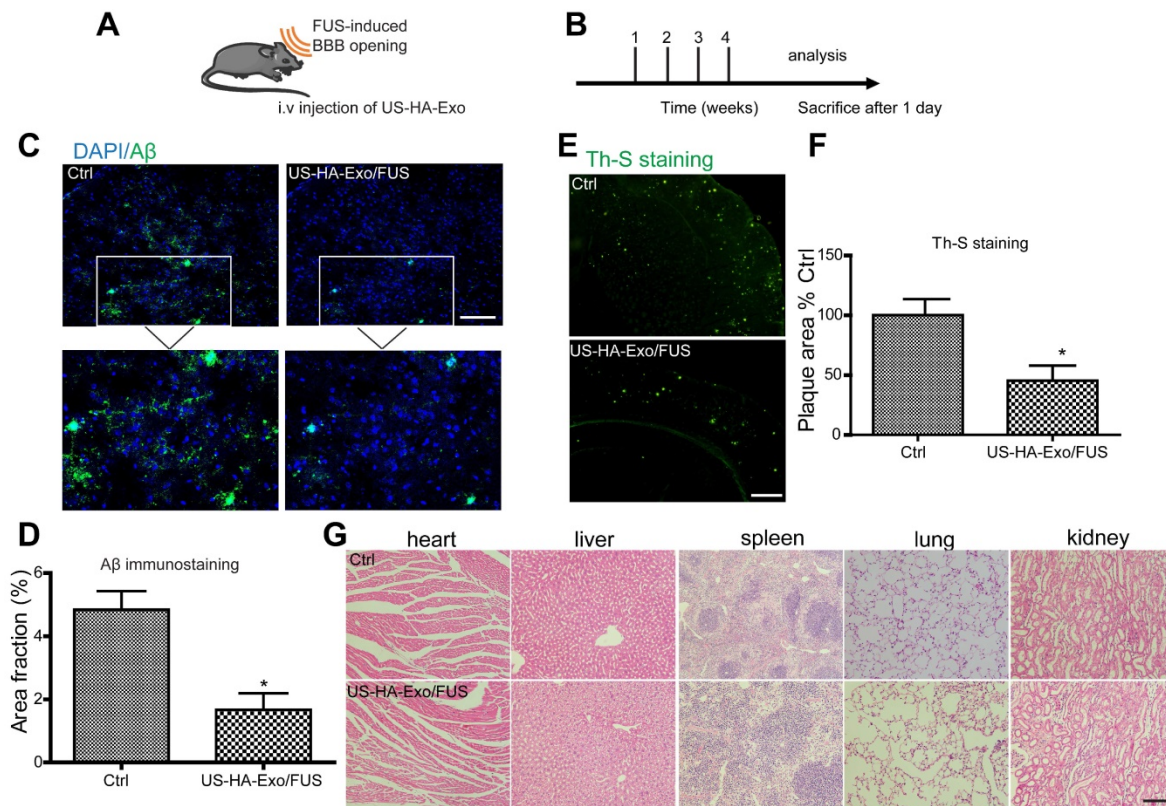 A
FUS-induced
BBB opening
i.v injection of US-HA-Exo
B
1 2 3 4
analysis
Time (weeks)
Sacrifice after 1 day
C
DAPI/Aβ
Ctrl
US-HA-Exo/FUS
D
Aβ immunostaining
Area fraction (%)
6
4
2
0
*
Ctrl
US-HA-Exo/FUS
E
Th-S staining
Ctrl
US-HA-Exo/FUS
F
Th-S staining
Plaque area % Ctrl
150
100
50
0
*
Ctrl
US-HA-Exo/FUS
G
heart liver spleen lung kidney
Ctrl
US-HA-Exo/FUS